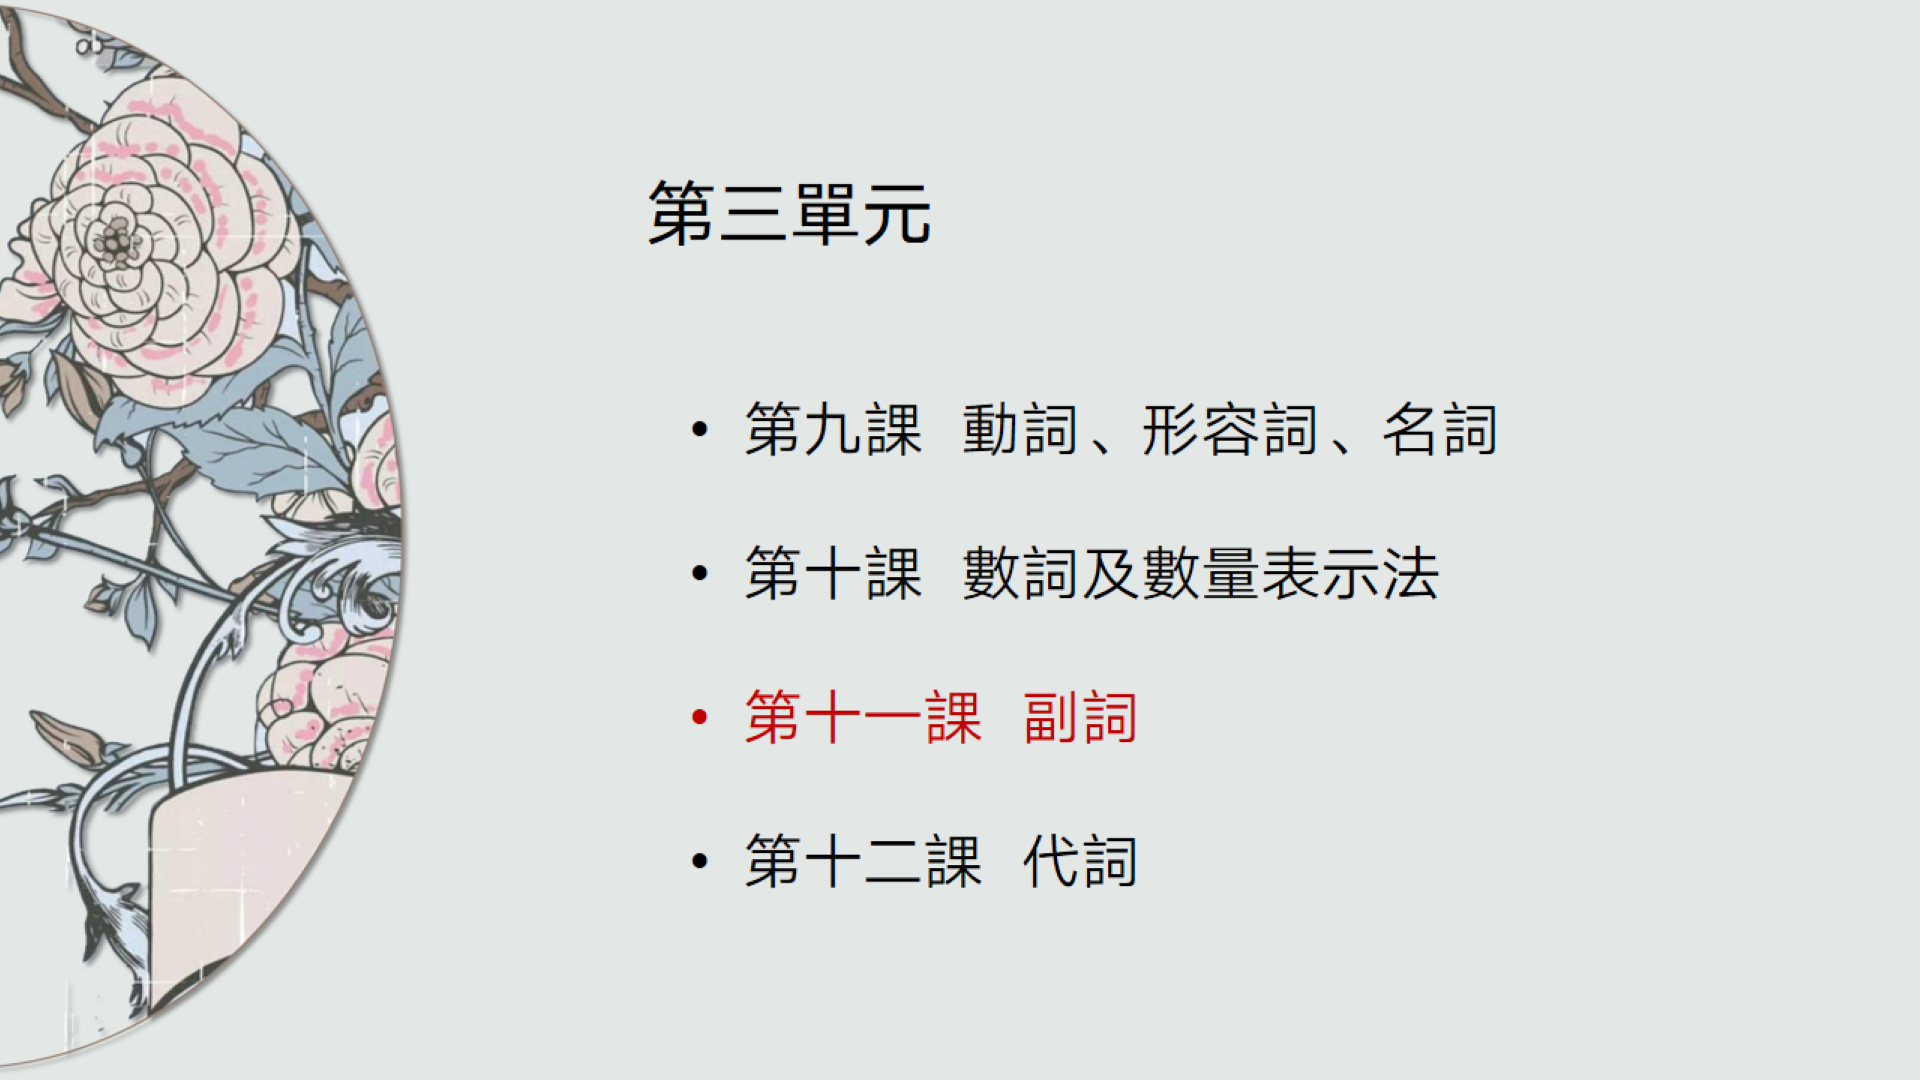 第三單元
• 第九課 動詞、形容詞、名詞
• 第十課 數詞及數量表示法
• 第十一課 副詞
• 第十二課 代詞